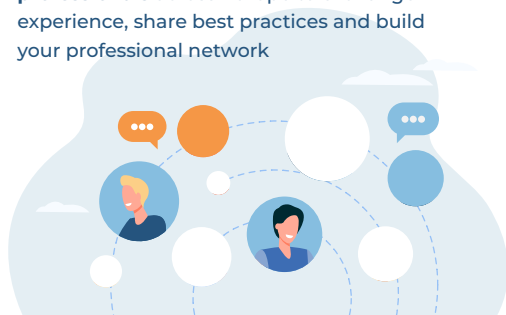 experience, share best practices and build
your professional network